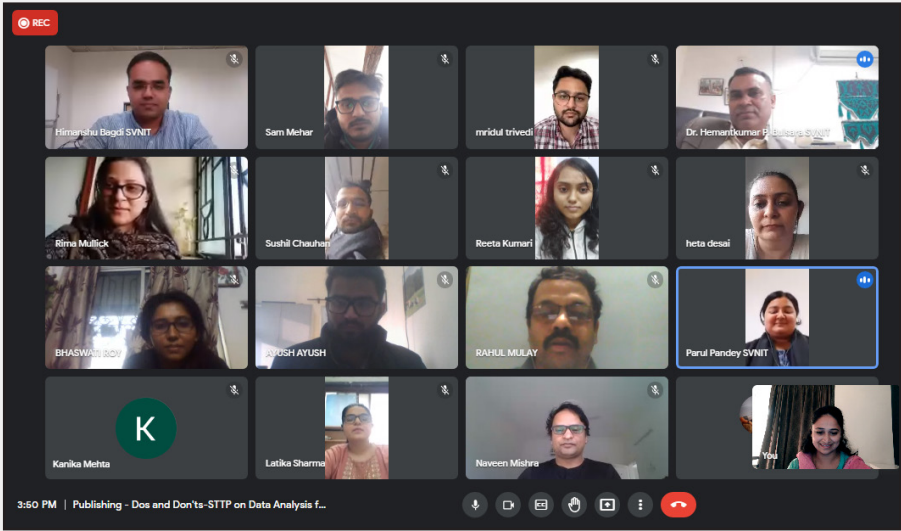 REC
Himanshu Bagdi SVNIT
Sam Mehar
mridul trivedi
Dr. Hemantkumar P
SVNIT
Rima Mullick
Sushil Chauhan
Reeta Kumari
heta desai
BHASWATI ROY
AYUSH AYUSH
RAHUL MULAY
Parul Pandey SVNIT
K
Kanika Mehta
Latika Sharma
Naveen Mishra
You
3:50 PM | Publishing - Dos and Don'ts-STTP on Data Analysis f...